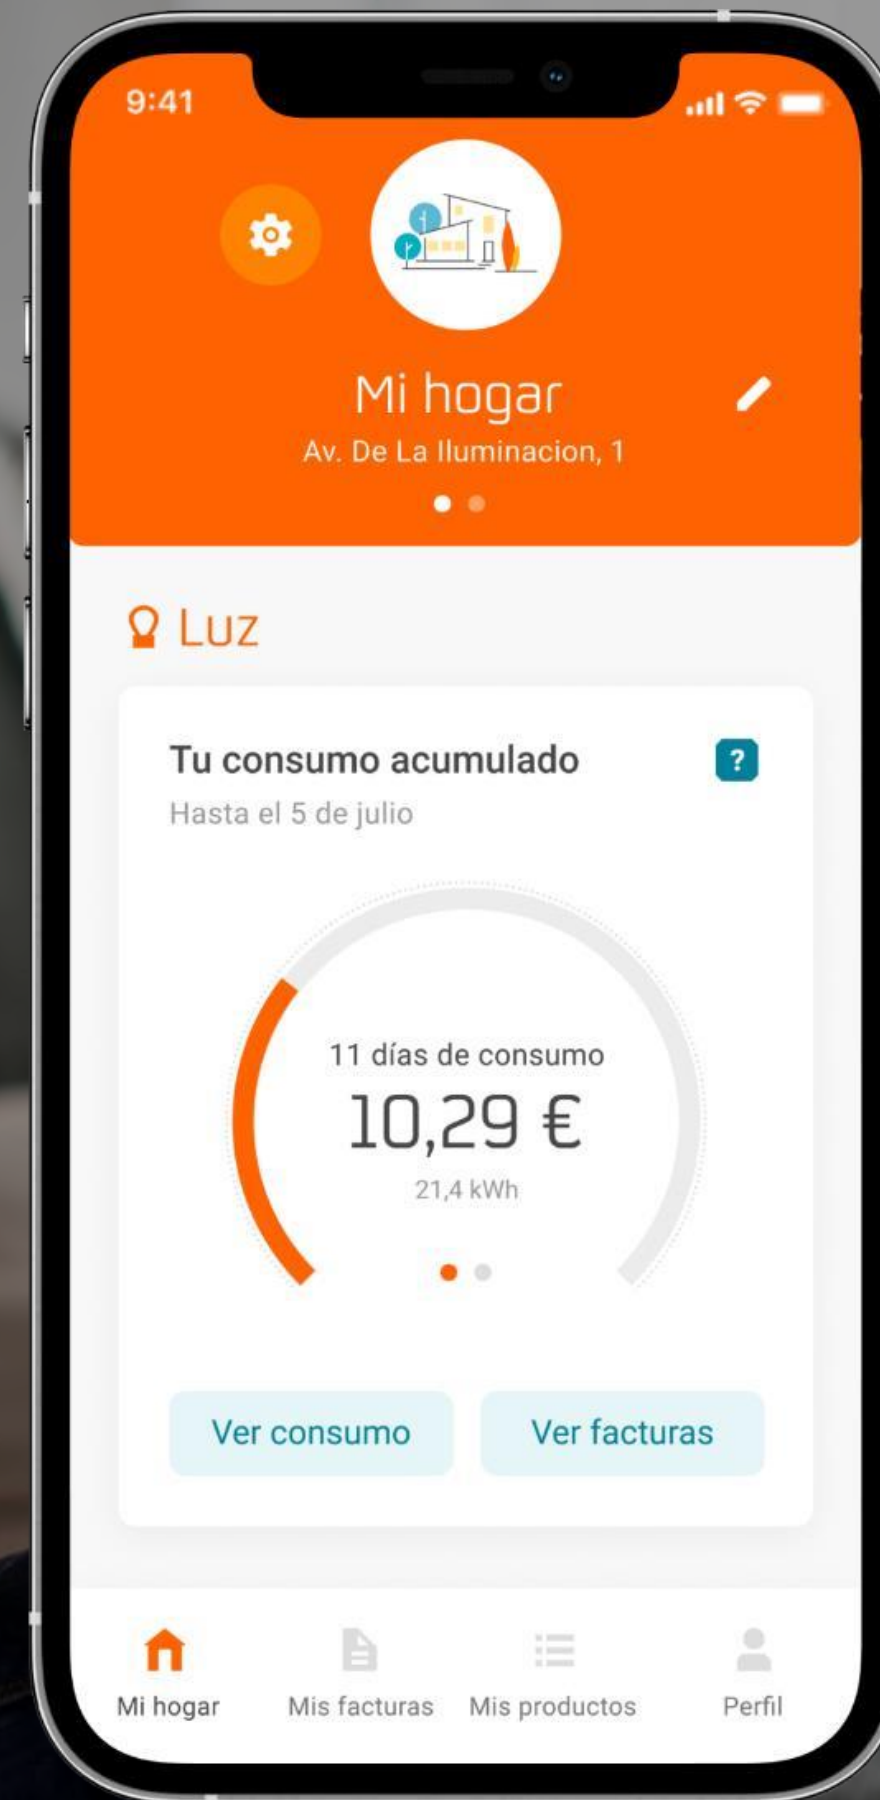 9:41
Mi hogar
Av. De La Iluminacion, 1
Luz
Tu consumo acumulado
?
Hasta el 5 de julio
11 días de consumo
10,29 €
21,4 kWh
Ver consumo
Ver facturas
Mi hogar
Mis facturas
Mis productos
Perfil